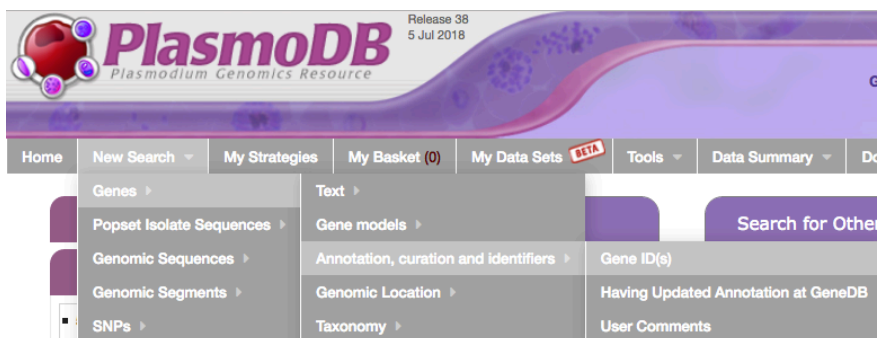 Release 38
5 Jul 2018
PlasmoDB
Plasmodium Genomics Resource
Home New Search My Strategies My Basket (0) My Data Sets BETA Tools Data Summary
Genes Text
Popset Isolate Sequences Gene models Search for Other
Genomic Sequences Annotation, curation and identifiers Gene ID(s)
Genomic Segments Genomic Location Having Updated Annotation at GeneDB
SNPs Taxonomy User Comments